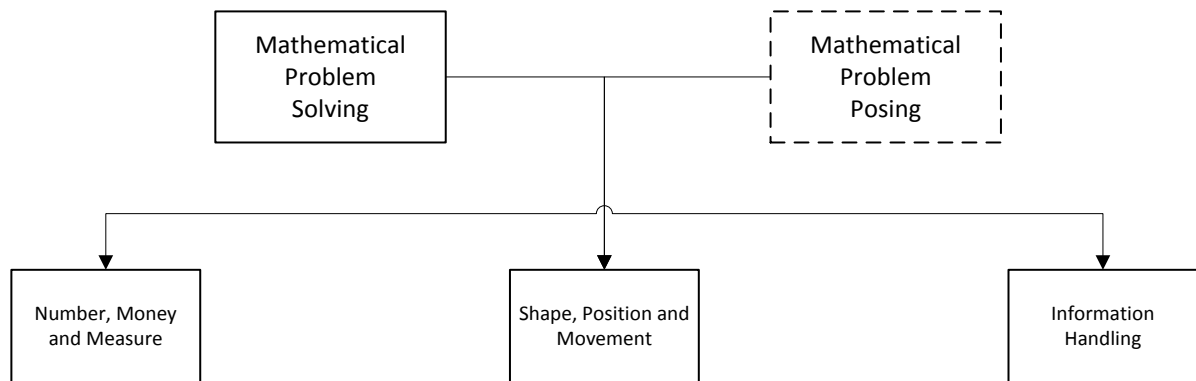 Mathematical
Problem
Solving
Mathematical
Problem
Posing
Number, Money
and Measure
Shape, Position and
Movement
Information
Handling